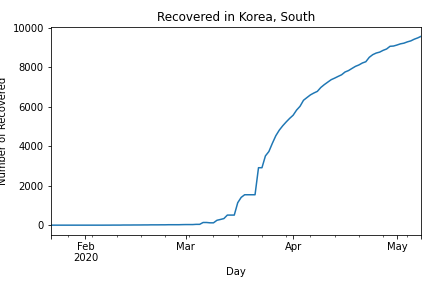 Recovered in Korea, South
Number of Recovered
10000
8000
6000
4000
2000
0
Feb
2020
Mar
Apr
May
Day